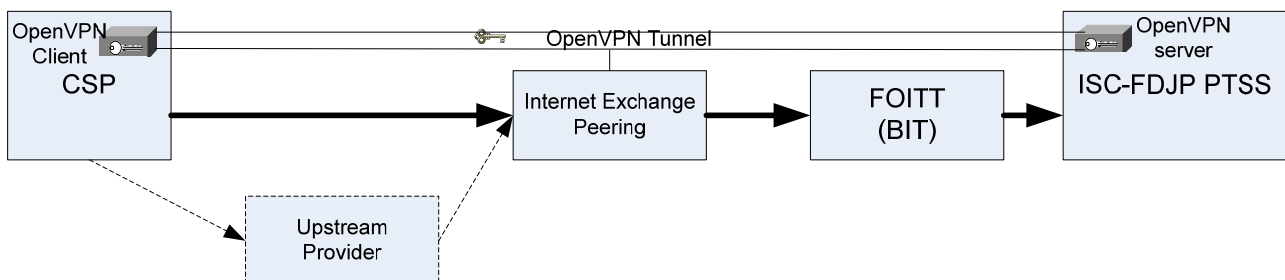 OpenVPN
Client
CSP
OpenVPN Tunnel
OpenVPN
server
ISC-FDJP PTSS
Internet Exchange
Peering
FOITT
(BIT)
Upstream
Provider